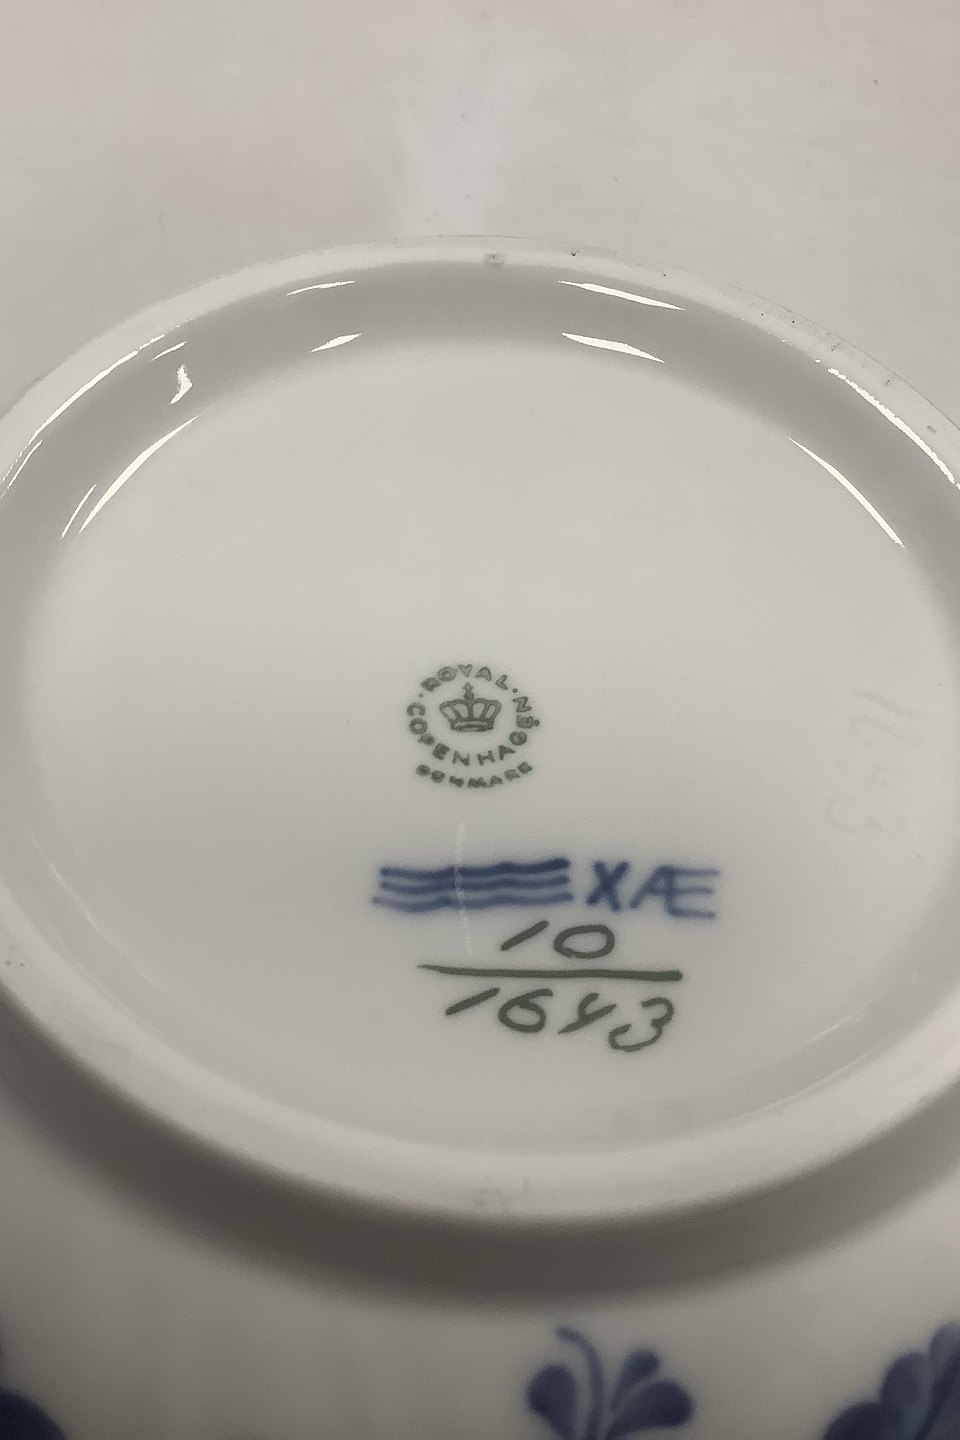 ROYAL
COPENHAGEN
DENMARK
XÆ
10
1643